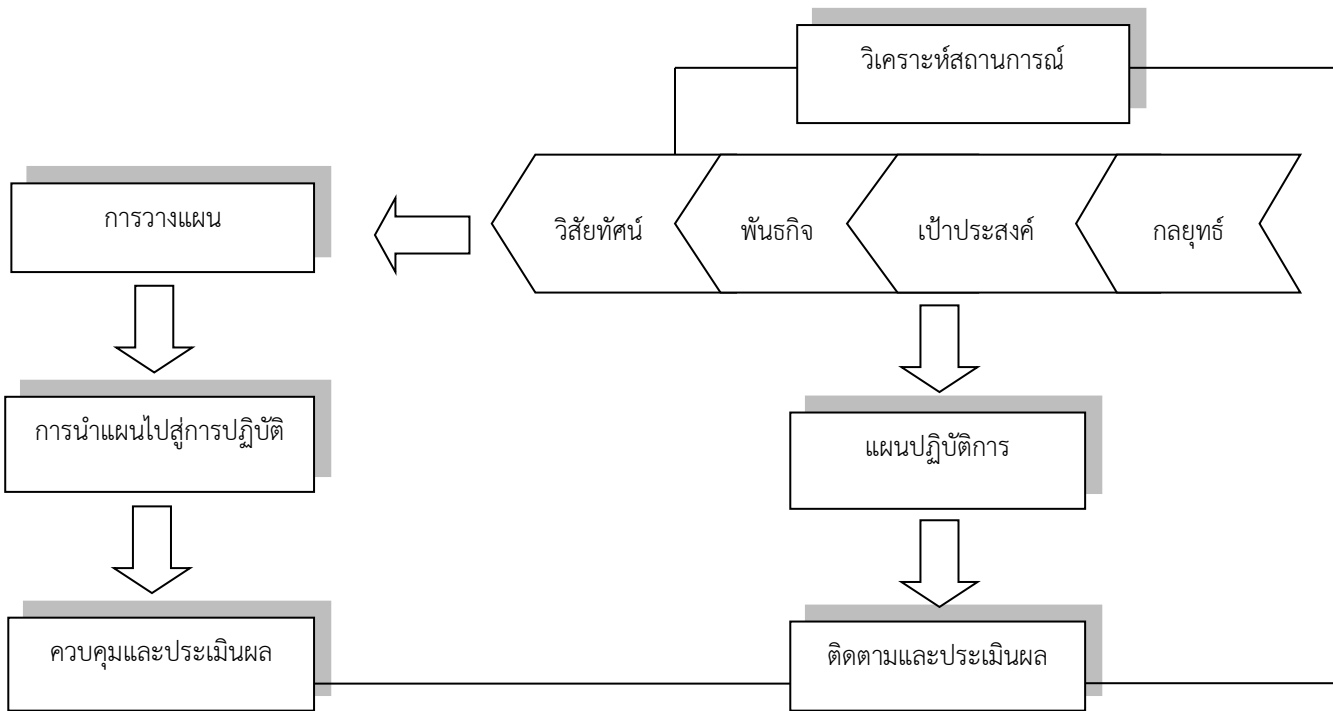 วิเคราะห์สถานการณ์
การวางแผน
วิสัยทัศน์
พันธกิจ
เป้าประสงค์
กลยุทธ์
การนำแผนไปสู่การปฏิบัติ
แผนปฏิบัติการ
ควบคุมและประเมินผล
ติดตามและประเมินผล